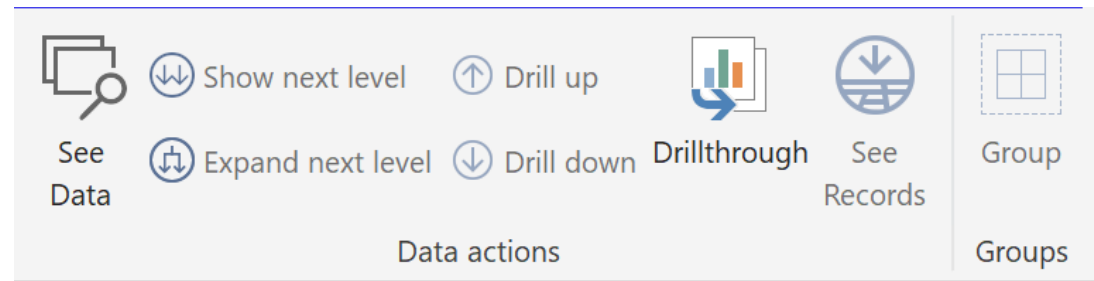 See
Data
Show next level
Expand next level
Drill up
Drill down
Drillthrough
See
Records
Data actions
Group
Groups